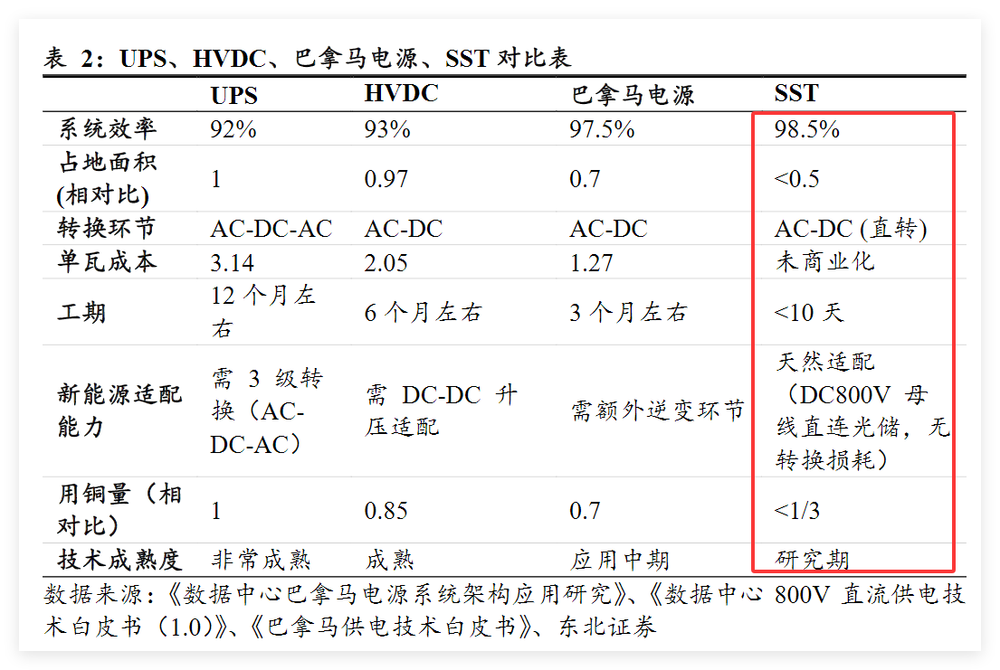 表 2：UPS、HVDC、巴拿马电源、SST 对比表
UPS HVDC 巴拿马电源 SST
系统效率 92% 93% 97.5% 98.5%
占地面积
(相对比) 1 0.97 0.7 <0.5
转换环节 AC-DC-AC AC-DC AC-DC AC-DC (直转)
单瓦成本 3.14 2.05 1.27 未商业化
工期 12 个月左
右 6 个月左右 3 个月左右 <10 天
新能源适配
能力 需 3 级转
换（AC-
DC-AC） 需 DC-DC 升
压适配 需额外逆变环节 天然适配
（DC800V 母
线直连光储，无
转换损耗）
用铜量（相
对比） 1 0.85 0.7 <1/3
技术成熟度 非常成熟 成熟 应用中期 研究期
数据来源：《数据中心巴拿马电源系统架构应用研究》、《数据中心 800V 直流供电技
术白皮书（1.0）》、《巴拿马供电技术白皮书》、东北证券